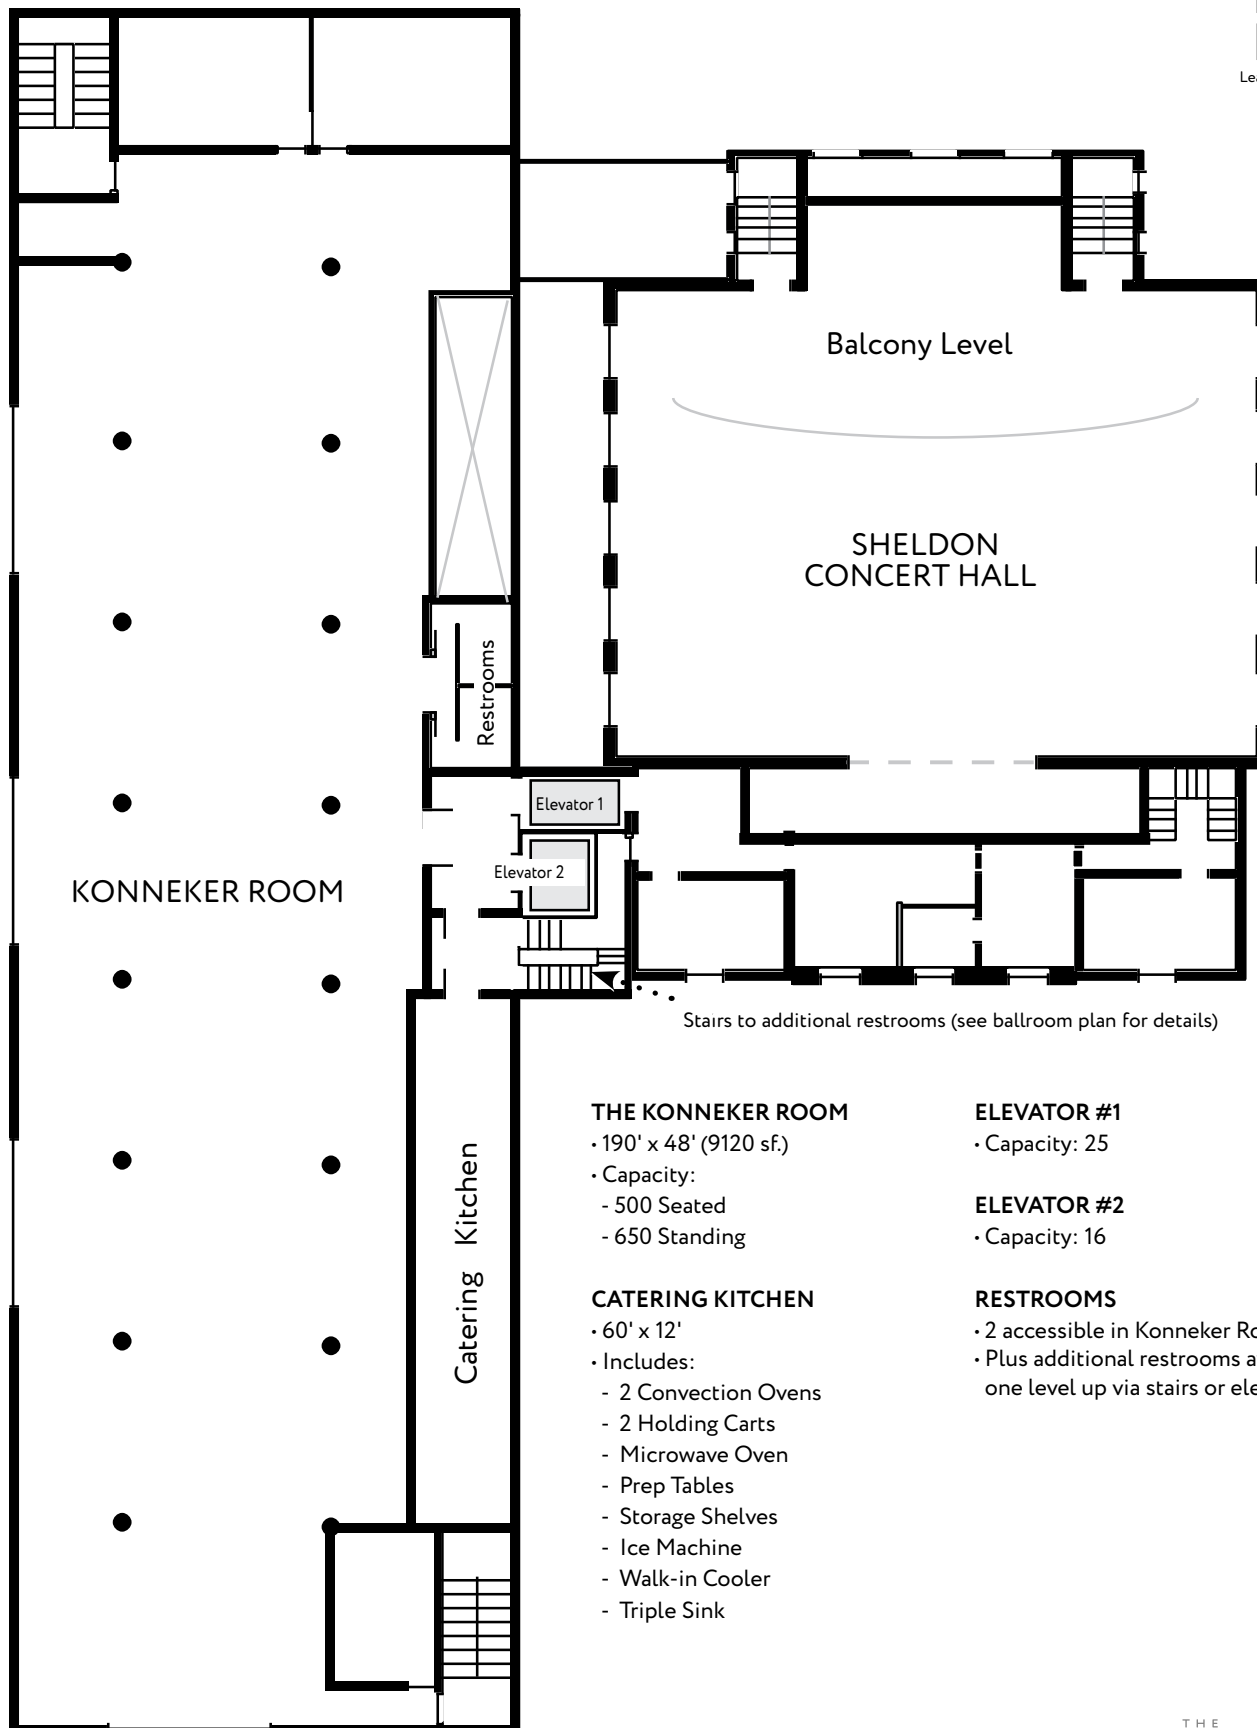 Balcony Level
SHELDON
CONCERT HALL
Restrooms
Elevator 1
Elevator 2
KONNEKER ROOM
Stairs to additional restrooms (see ballroom plan for details)
Catering Kitchen
THE KONNEKER ROOM
• 190' x 48' (9120 sf.)
• Capacity:
- 500 Seated
- 650 Standing
CATERING KITCHEN
• 60' x 12'
• Includes:
- 2 Convection Ovens
- 2 Holding Carts
- Microwave Oven
- Prep Tables
- Storage Shelves
- Ice Machine
- Walk-in Cooler
- Triple Sink
ELEVATOR #1
• Capacity: 25
ELEVATOR #2
• Capacity: 16
RESTROOMS
• 2 accessible in Konneker
• Plus additional restrooms
one level up via stairs or
THE